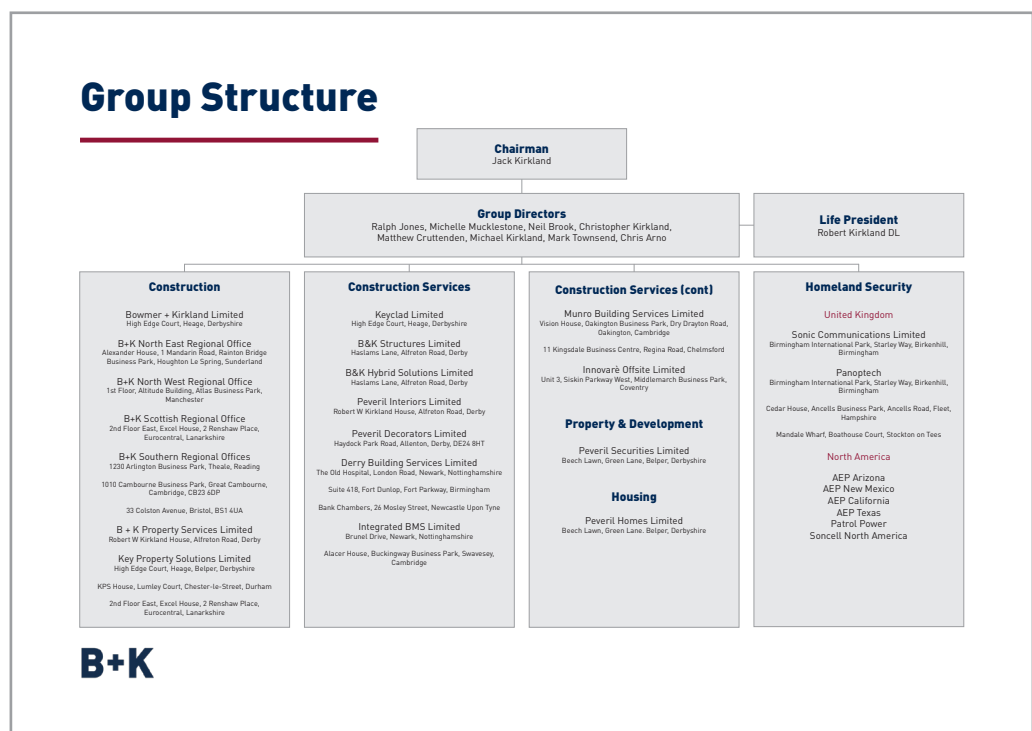 Group Structure
Chairman
Jack Kirkland
Group Directors
Ralph Jones, Michelle Mucklestone, Neil Brook, Christopher Kirkland,
Matthew Cruttenden, Michael Kirkland, Mark Townsend, Chris Arno
Life President
Robert Kirkland DL
Construction
Bowmer + Kirkland Limited
High Edge Court, Heage, Derbyshire
B+K North East Regional Office
Alexander House, 1 Mandarin Road, Rainton Bridge
Business Park, Houghton Le Spring, Sunderland
B+K North West Regional Office
1st Floor, Altitude Building, Atlas Business Park,
Manchester
B+K Scottish Regional Office
2nd Floor East, Excel House, 2 Renshaw Place,
Eurocentral, Lanarkshire
B+K Southern Regional Offices
1230 Arlington Business Park, Theale, Reading
1010 Cambourne Business Park, Great Cambourne,
Cambridge, CB23 6DP
33 Colston Avenue, Bristol, BS1 4UA
B + K Property Services Limited
Robert W Kirkland House, Alfreton Road, Derby
Key Property Solutions Limited
High Edge Court, Heage, Belper, Derbyshire
KPS House, Lumley Court, Chester-le-Street, Durham
2nd Floor East, Excel House, 2 Renshaw Place,
Eurocentral, Lanarkshire
Construction Services
Keyclad Limited
High Edge Court, Heage, Derbyshire
B&K Structures Limited
Haslams Lane, Alfreton Road, Derby
B&K Hybrid Solutions Limited
Haslams Lane, Alfreton Road, Derby
Peveril Interiors Limited
Robert W Kirkland House, Alfreton Road, Derby
Peveril Decorators Limited
Haydock Park Road, Allenton, Derby, DE24 8HT
Derry Building Services Limited
The Old Hospital, London Road, Newark, Nottinghamshire
Suite 418, Fort Dunlop, Fort Parkway, Birmingham
Bank Chambers, 26 Mosley Street, Newcastle Upon Tyne
Integrated BMS Limited
Brunel Drive, Newark, Nottinghamshire
Alacer House, Buckingway Business Park, Swavesey,
Cambridge
Construction Services (cont)
Munro Building Services Limited
Vision House, Oakington Business Park, Dry Drayton Road,
Oakington, Cambridge
11 Kingsdale Business Centre, Regina Road, Chelmsford
Innovarè Offsite Limited
Unit 3, Siskin Parkway West, Middlemarch Business Park,
Coventry
Property & Development
Peveril Securities Limited
Beech Lawn, Green Lane, Belper, Derbyshire
Housing
Peveril Homes Limited
Beech Lawn, Green Lane. Belper, Derbyshire
Homeland Security
United Kingdom
Sonic Communications Limited
Birmingham International Park, Starley Way, Birkenhill,
Birmingham
Panoptech
Birmingham International Park, Starley Way, Birkenhill,
Birmingham
Cedar House, Ancells Business Park, Ancells Road, Fleet,
Hampshire
Mandale Wharf, Boathouse Court, Stockton on Tees
North America
AEP Arizona
AEP New Mexico
AEP California
AEP Texas
Patrol Power
Soncell North America
B+K